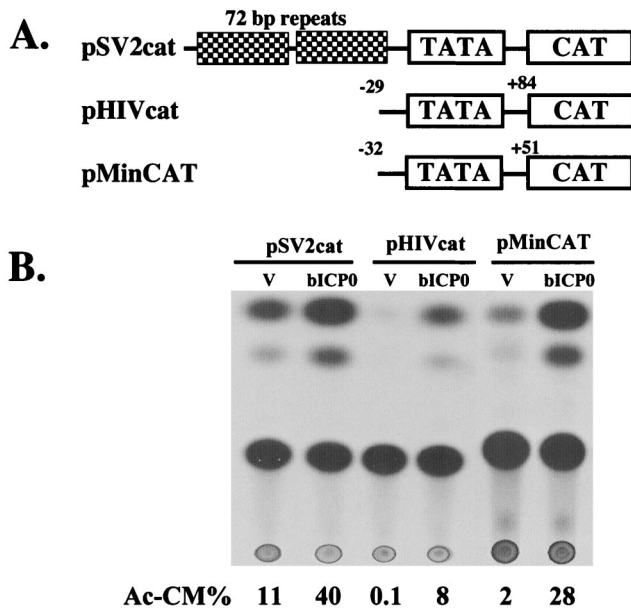 A.
72 bp repeats
pSV2cat TATA CAT
-29 +84
pHIVcat TATA CAT
-32 +51
pMinCAT TATA CAT
B.
pSV2cat pHIVcat pMinCAT
V bICP0 V bICP0 V bICP0
Ac-CM% 11 40 0.1 8 2 28